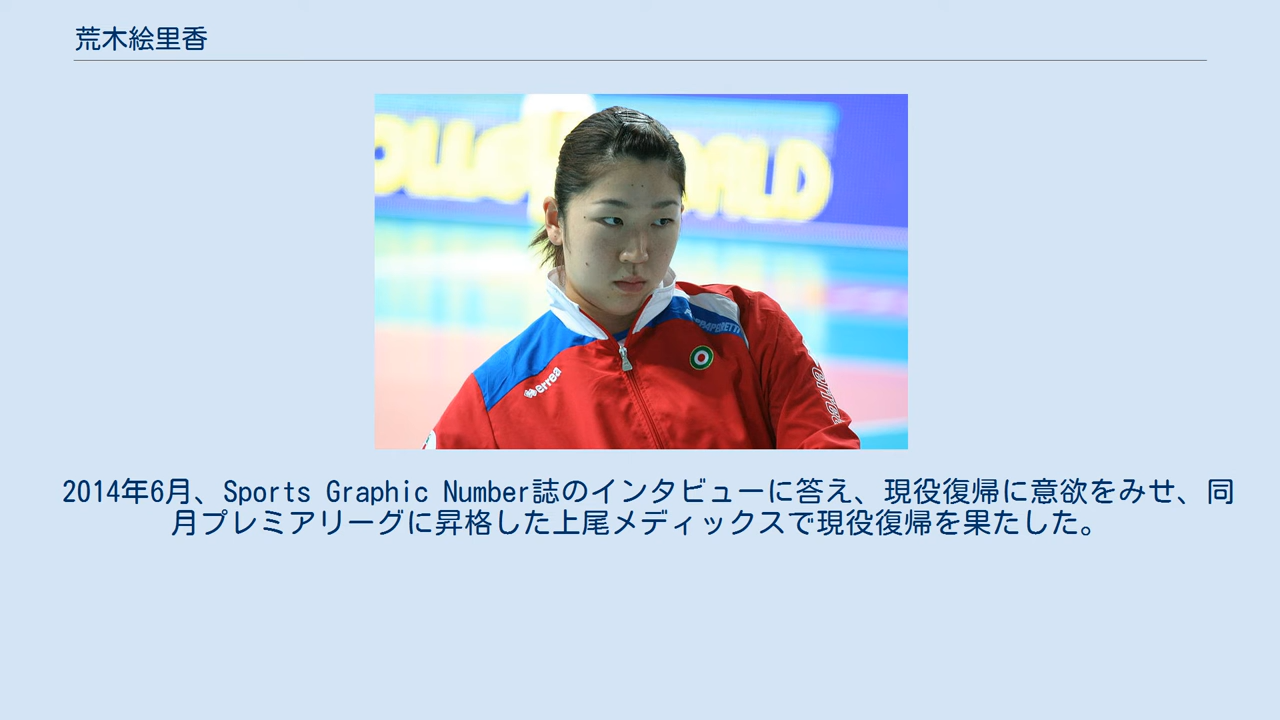 荒木絵里香
WORLD
errea
2014年6月、Sports Graphic Number誌のインタビューに答え、現役復帰に意欲をみせ、同
月プレミアリーグに昇格した上尾メディックスで現役復帰を果たした。